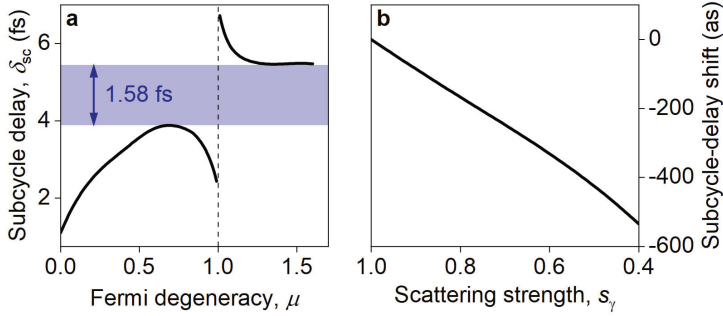 a
Subcycle delay, δsc (fs)
6
4
2
1.58 fs
0.0
0.5
1.0
1.5
Fermi degeneracy, μ
b
Subcycle-delay shift (as)
0
-200
-400
-600
1.0
0.8
0.6
0.4
Scattering strength, sγ